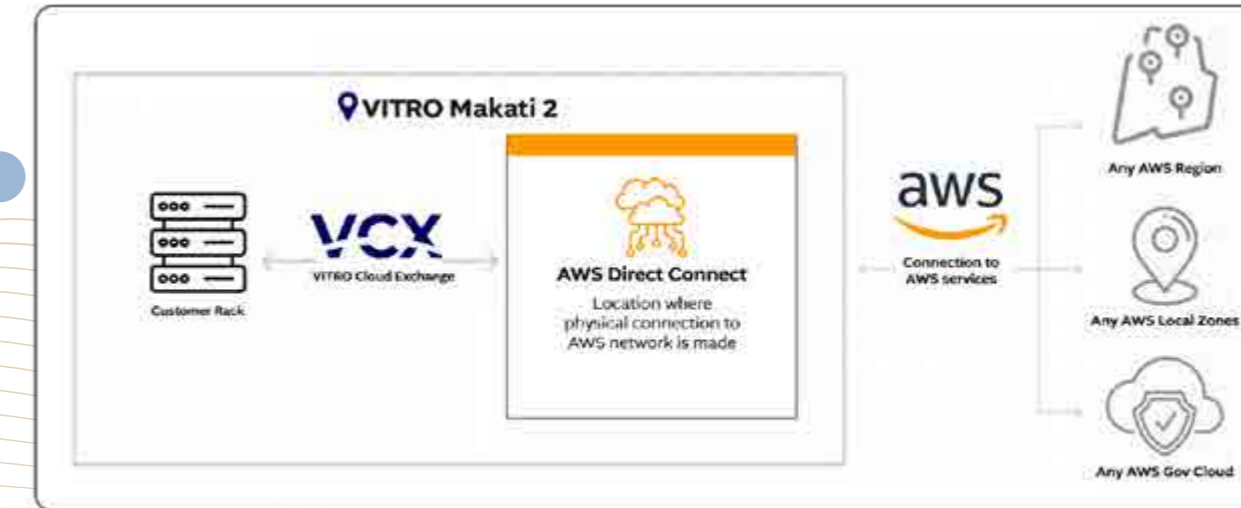 VITRO Makati 2
VCX
VITRO Cloud Exchange
Customer Rack
AWS Direct Connect
Location where
physical connection to
AWS network is made
aws
Connection to
AWS services
Any AWS Region
Any AWS Local Zones
Any AWS Gov Cloud